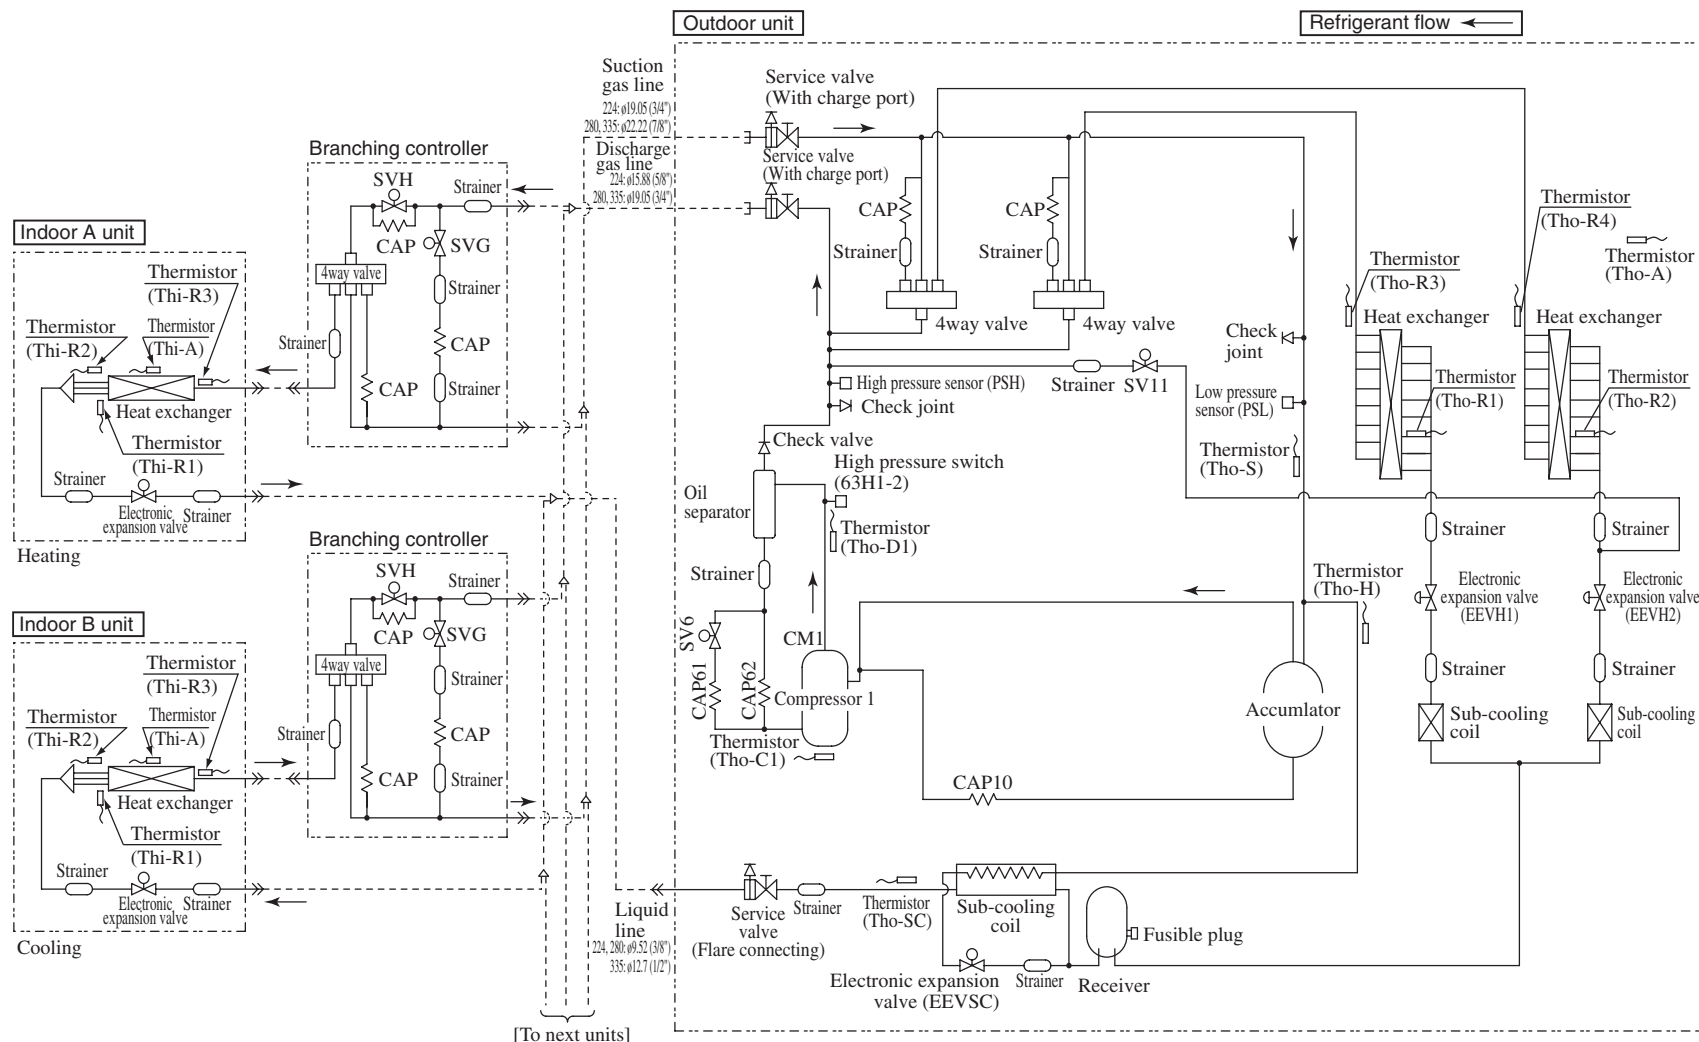 Outdoor unit
Refrigerant flow
Suction
gas line
224: ø19.05 (3/4")
280, 335: ø22.22 (7/8")
Service valve
(With charge port)
Discharge
gas line
224: ø15.88 (5/8")
280, 335: ø19.05 (3/4")
Service valve
(With charge port)
Branching controller
SVH
Strainer
CAP
SVG
4way valve
Strainer
Strainer
CAP
CAP
Strainer
Indoor A unit
Thermistor
(Thi-R3)
Thermistor
(Thi-R2)
Thermistor
(Thi-A)
Heat exchanger
Thermistor
(Thi-R1)
Strainer
Electronic
expansion valve
Strainer
Heating
Branching controller
SVH
Strainer
CAP
SVG
4way valve
Strainer
Strainer
CAP
CAP
Strainer
Indoor B unit
Thermistor
(Thi-R3)
Thermistor
(Thi-R2)
Thermistor
(Thi-A)
Heat exchanger
Thermistor
(Thi-R1)
Strainer
Electronic
expansion valve
Strainer
Cooling
CAP
Strainer
4way valve
CAP
Strainer
4way valve
Thermistor
(Tho-R4)
Thermistor
(Tho-A)
Thermistor
(Tho-R3)
Heat exchanger
Heat exchanger
Check
joint
Strainer
SV11
High pressure sensor (PSH)
Check joint
Low pressure
sensor (PSL)
Thermistor
(Tho-R1)
Thermistor
(Tho-R2)
Check valve
High pressure switch
(63H1-2)
Thermistor
(Tho-S)
Oil
separator
Thermistor
(Tho-D1)
Strainer
Strainer
Strainer
Thermistor
(Tho-H)
Electronic
expansion valve
(EEVH1)
Electronic
expansion valve
(EEVH2)
SV6
CM1
CAP61
CAP62
Compressor 1
Accumlator
Strainer
Strainer
Sub-cooling
coil
Sub-cooling
coil
Thermistor
(Tho-C1)
CAP10
Liquid
line
224, 280: ø9.52 (3/8")
335: ø12.7 (1/2")
Service
valve
(Flare connecting)
Strainer
Thermistor
(Tho-SC)
Sub-cooling
coil
Fusible plug
Electronic expansion
valve (EEVSC)
Strainer
Receiver
[To next units]